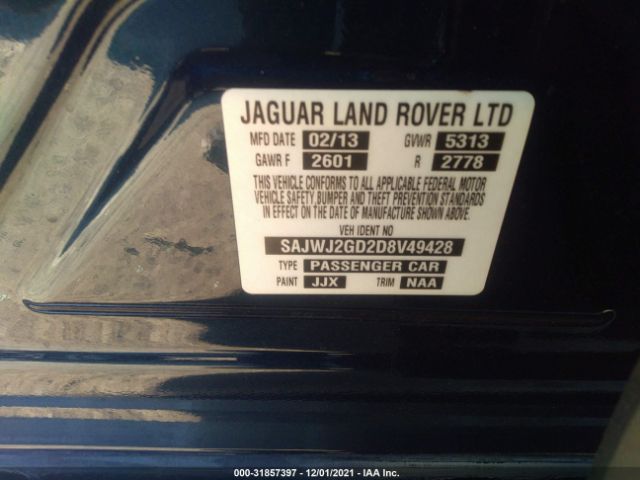 JAGUAR LAND ROVER LTD
MFD DATE 02/13 GVWR 5313
GAWR F 2601 R 2778
THIS VEHICLE CONFORMS TO ALL APPLICABLE FEDERAL MOTOR
VEHICLE SAFETY, BUMPER AND THEFT PREVENTION STANDARDS
IN EFFECT ON THE DATE OF MANUFACTURE SHOWN ABOVE.
VEH IDENT NO
SAJWJ2GD2D8V49428
TYPE PASSENGER CAR
PAINT JJX TRIM NAA
000-31857397 - 12/01/2021 - IAA Inc.